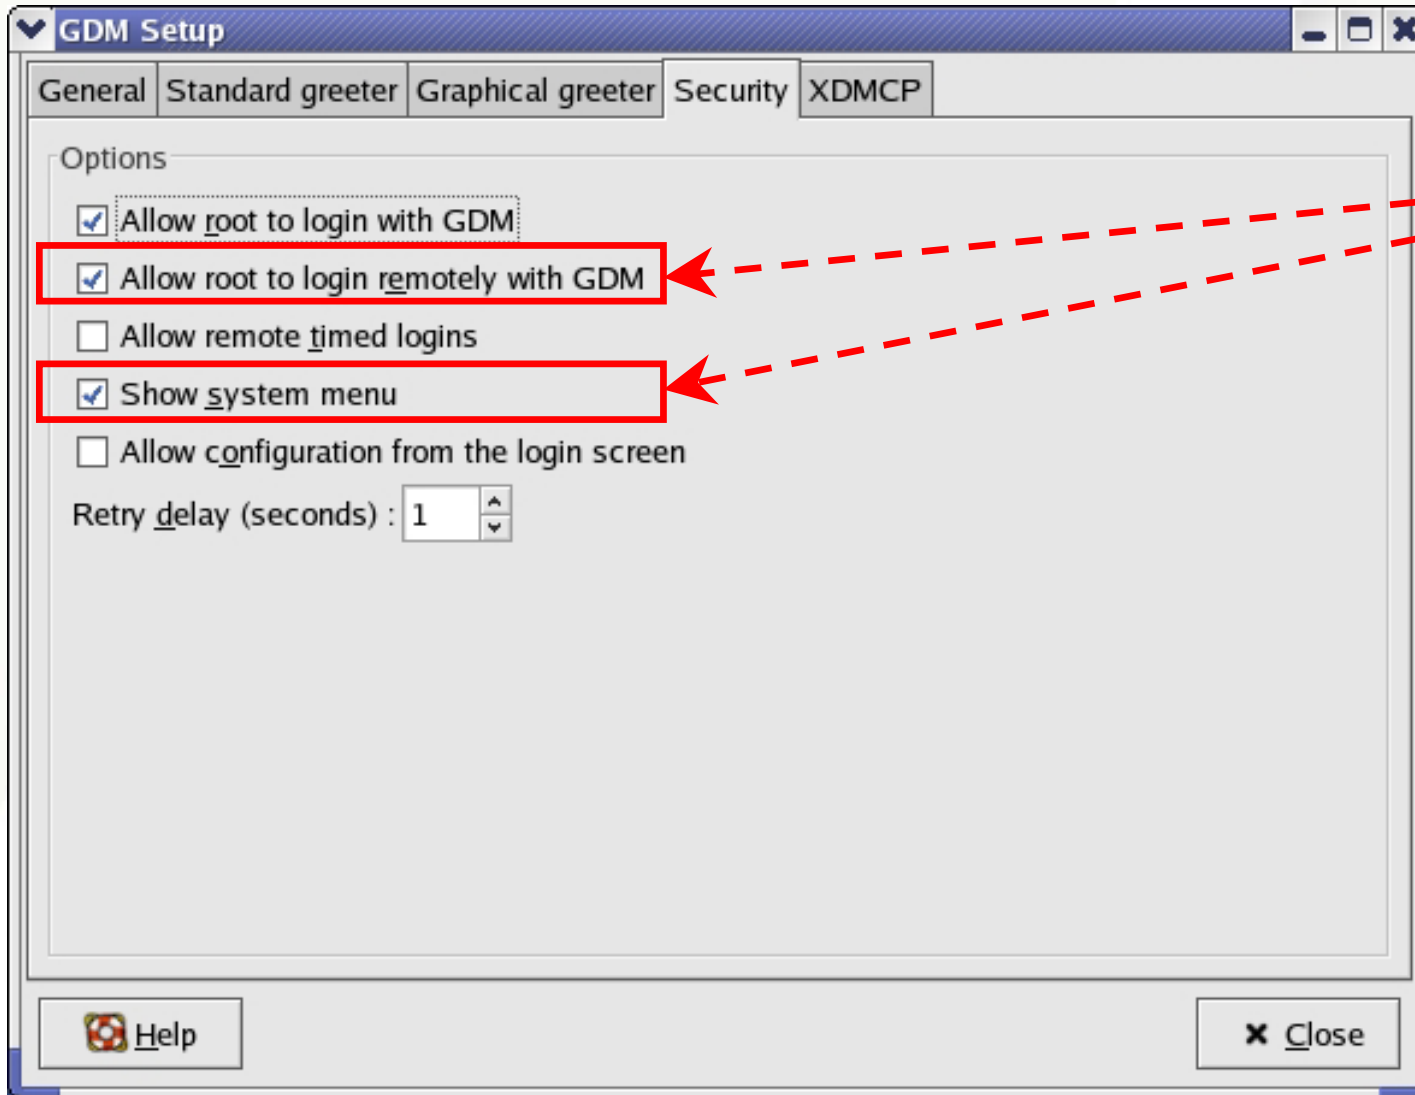 GDM Setup
General Standard greeter Graphical greeter Security XDMCP
Options
Allow root to login with GDM
Allow root to login remotely with GDM
Allow remote timed logins
Show system menu
Allow configuration from the login screen
Retry delay (seconds) : 1
Help Close